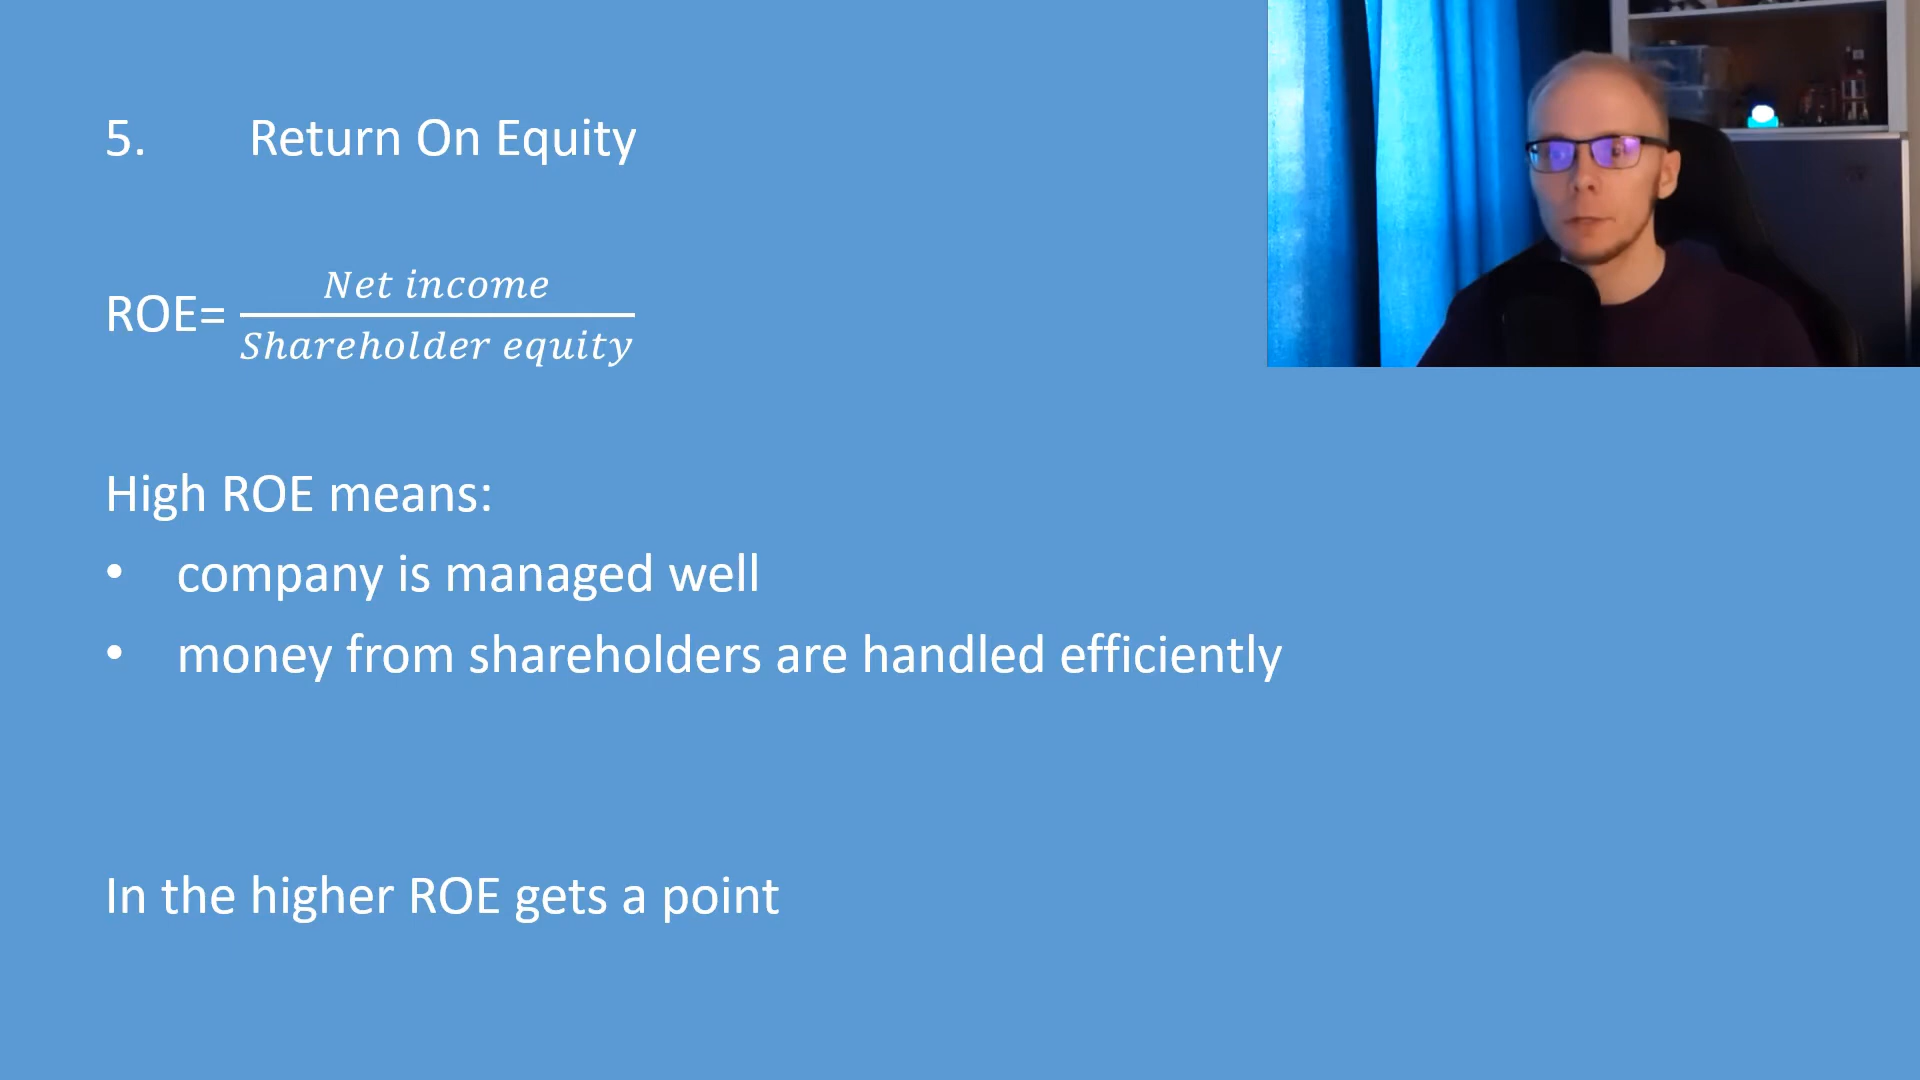 5. Return On Equity
ROE= Net income
Shareholder equity
High ROE means:
• company is managed well
• money from shareholders are handled efficiently
In the higher ROE gets a point